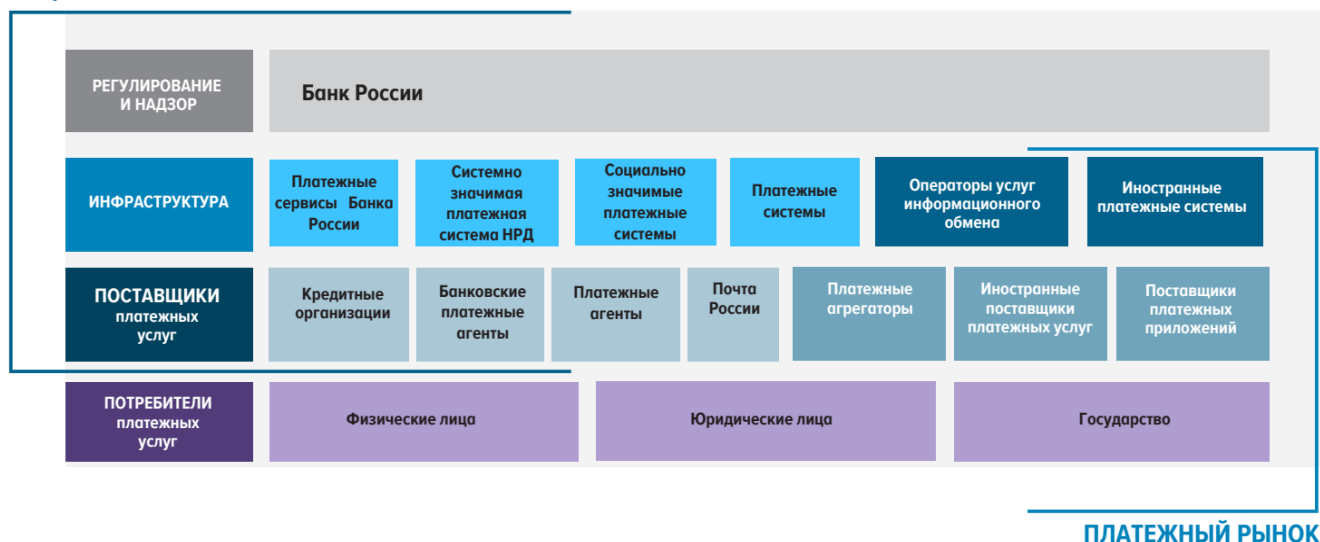 РЕГУЛИРОВАНИЕ
И НАДЗОР
Банк России
ИНФРАСТРУКТУРА
Платежные
сервисы Банка
России
Системно
значимая
платежная
система НРД
Социально
значимые
платежные
системы
Платежные
системы
Операторы услуг
информационного
обмена
Иностранные
платежные системы
ПОСТАВЩИКИ
платежных
услуг
Кредитные
организации
Банковские
платежные
агенты
Платежные
агенты
Почта
России
Платежные
агрегаторы
Иностранные
поставщики
платежных услуг
Поставщики
платежных
приложений
ПОТРЕБИТЕЛИ
платежных
услуг
Физические лица
Юридические лица
Государство
ПЛАТЕЖНЫЙ РЫНОК